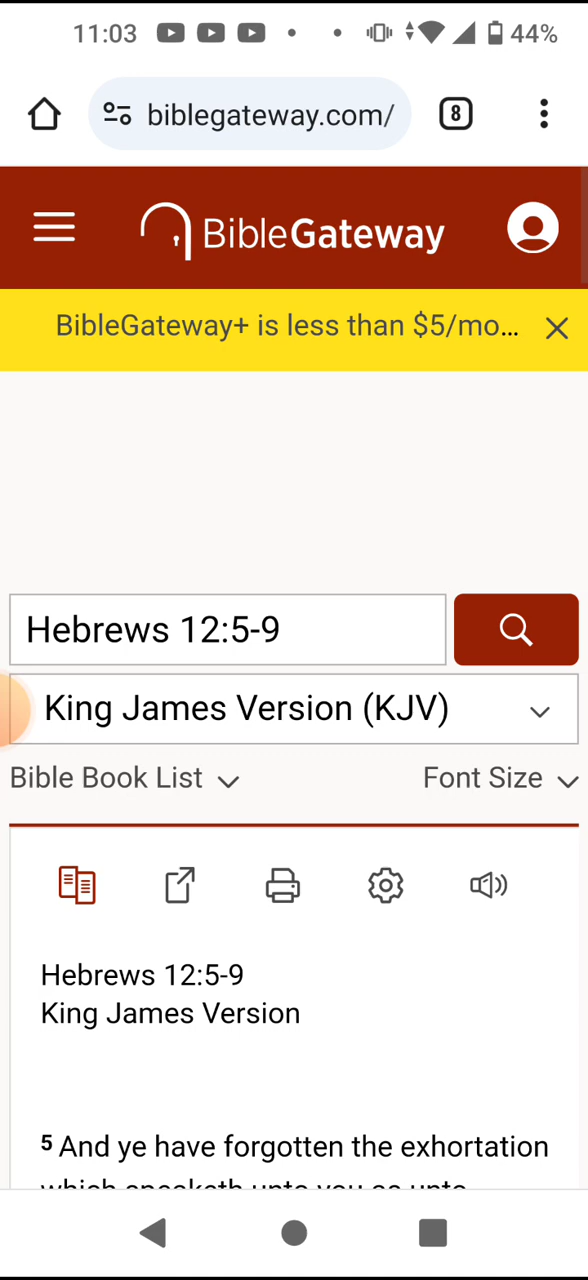 11:03 44%
biblegateway.com/ 8
BibleGateway
BibleGateway+ is less than $5/mo...
Hebrews 12:5-9
King James Version (KJV)
Bible Book List Font Size
Hebrews 12:5-9
King James Version
5 And ye have forgotten the exhortation
which speaketh unto you as unto